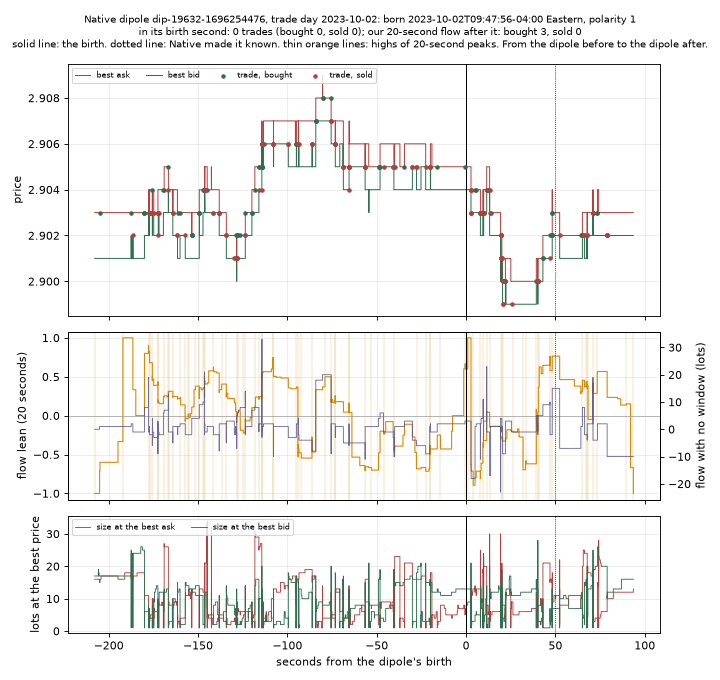 Native dipole dip-19632-1696254476, trade day 2023-10-02: born 2023-10-02T09:47:56-04:00 Eastern, polarity 1
in its birth second: 0 trades (bought 0, sold 0); our 20-second flow after it: bought 3, sold 0
solid line: the birth. dotted line: Native made it known. thin orange lines: highs of 20-second peaks. From the dipole before to the dipole after.
best ask
best bid
trade, bought
trade, sold
2.908
2.906
2.904
2.902
2.900
price
1.0
0.5
0.0
−0.5
−1.0
flow lean (20 seconds)
30
20
10
0
−10
−20
flow with no window (lots)
size at the best ask
size at the best bid
30
20
10
0
lots at the best price
−200
−150
−100
−50
0
50
100
seconds from the dipole's birth